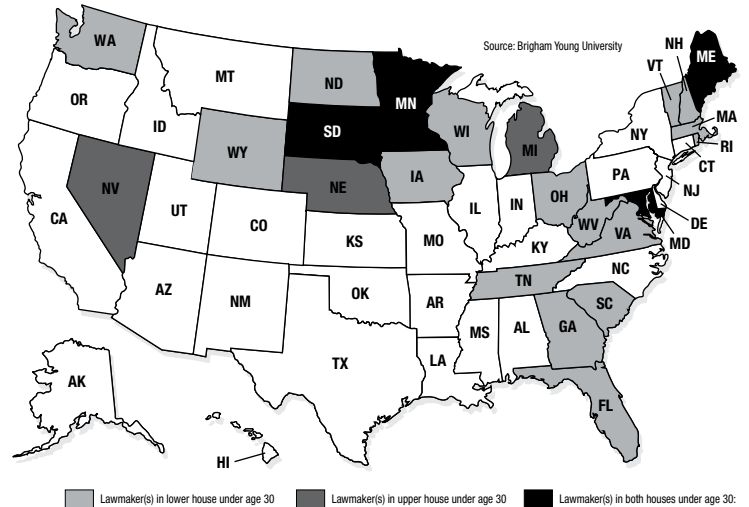 Source: Brigham Young University
NH
ME
WA
VT
MT
ND
MN
OR
MA
ID
SD
WI
NY
RI
WY
MI
CT
PA
IA
NV
NE
NJ
OH
IL
IN
DE
UT
WV
CA
CO
VA
MD
KS
MO
KY
NC
TN
AZ
OK
NM
AR
SC
MS
AL
GA
LA
TX
AK
FL
HI
Lawmaker(s) in lower house under age 30
Lawmaker(s) in upper house under age 30
Lawmaker(s) in both houses under age 30: